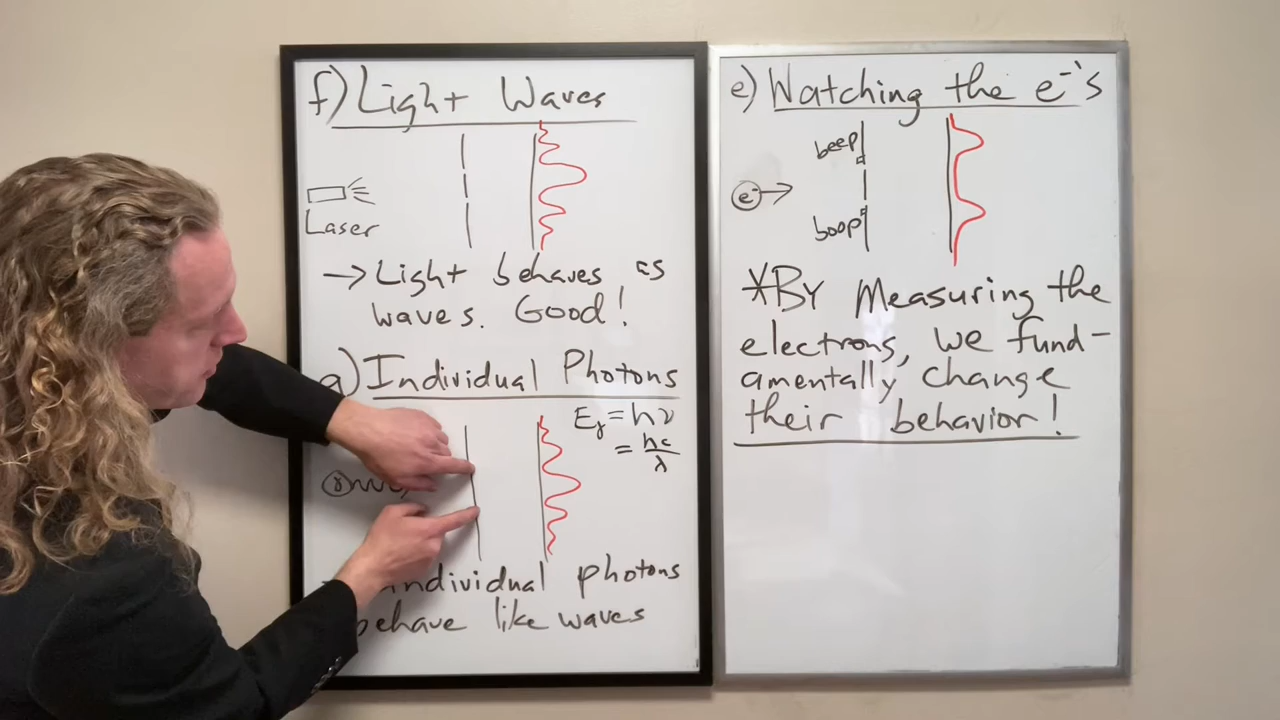 f) Light Waves
Laser
→ Light behaves as
waves. Good!
g) Individual Photons
Eγ = hν
= hc/λ
γ
individual photons
behave like waves
e) Watching the e⁻'s
beep
e⁻ →
boop
*By Measuring the
electrons, we fund-
amentally change
their behavior!